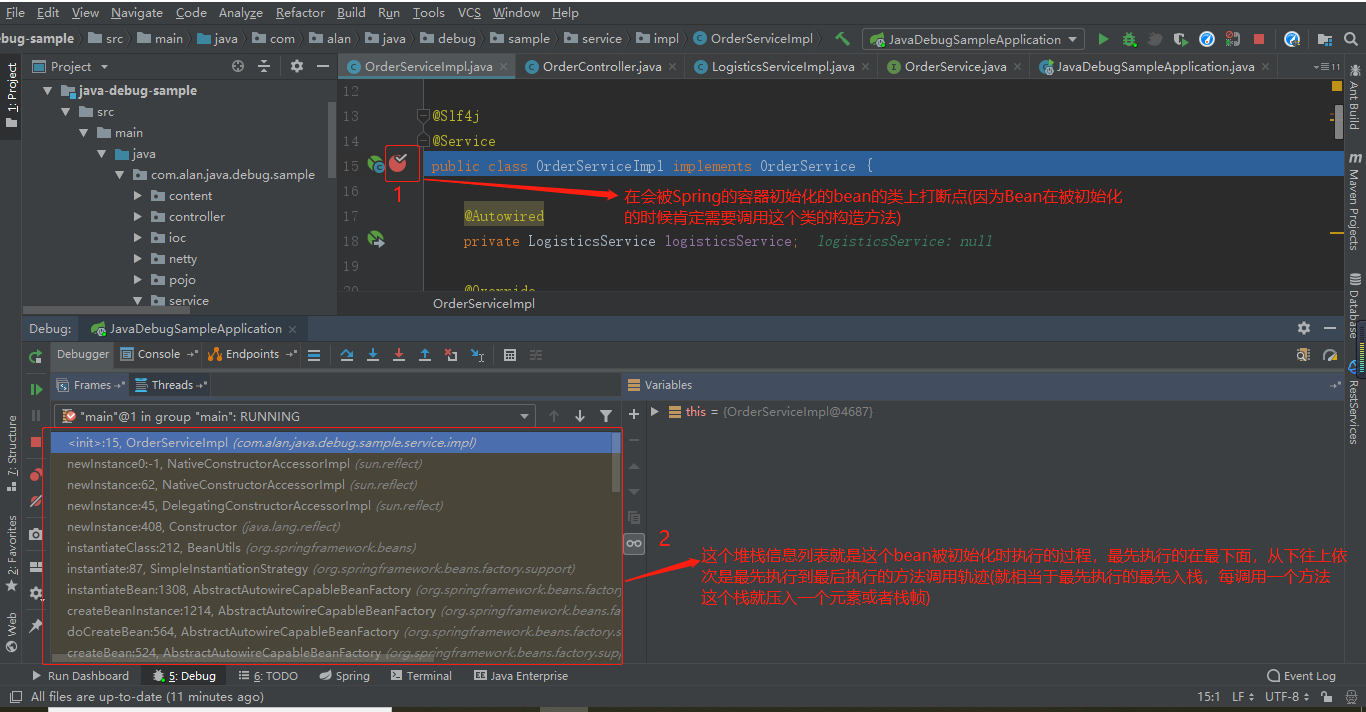 File Edit View Navigate Code Analyze Refactor Build Run Tools VCS Window Help
bug-sample src main java com alan java debug sample service impl OrderServiceImpl JavaDebugSampleApplication
Project OrderServiceImpl.java OrderController.java LogisticsServiceImpl.java OrderService.java JavaDebugSampleApplication.java 11
1: Project
Ant Build
Maven Projects
Database
RestServices
java-debug-sample
src
main
java
com.alan.java.debug.sample
content
controller
ioc
netty
pojo
service
12
13 @Slf4j
14 @Service
15 public class OrderServiceImpl implements OrderService {
16
17 @Autowired
18 private LogisticsService logisticsService; logisticsService: null
19
20 @Override
OrderServiceImpl
1
在会被Spring的容器初始化的bean的类上打断点(因为Bean在被初始化
的时候肯定需要调用这个类的构造方法)
Debug: JavaDebugSampleApplication
Debugger Console Endpoints
Frames Threads Variables
"main"@1 in group "main": RUNNING
this = {OrderServiceImpl@4687}
<init>:15, OrderServiceImpl (com.alan.java.debug.sample.service.impl)
newInstance0:-1, NativeConstructorAccessorImpl (sun.reflect)
newInstance:62, NativeConstructorAccessorImpl (sun.reflect)
newInstance:45, DelegatingConstructorAccessorImpl (sun.reflect)
newInstance:408, Constructor (java.lang.reflect)
instantiateClass:212, BeanUtils (org.springframework.beans)
instantiate:87, SimpleInstantiationStrategy (org.springframework.beans.factory.support)
instantiateBean:1308, AbstractAutowireCapableBeanFactory (org.springframework.beans.factory
createBeanInstance:1214, AbstractAutowireCapableBeanFactory (org.springframework.beans.fa
doCreateBean:564, AbstractAutowireCapableBeanFactory (org.springframework.beans.factory.s
createBean:524, AbstractAutowireCapableBeanFactory (org.springframework.beans.factory.supp
2
这个堆栈信息列表就是这个bean被初始化时执行的过程，最先执行的在最下面，从下往上依
次是最先执行到最后执行的方法调用轨迹(就相当于最先执行的最先入栈，每调用一个方法
这个栈就压入一个元素或者栈帧)
7: Structure
2: Favorites
Web
Run Dashboard 5: Debug 6: TODO Spring Terminal Java Enterprise Event Log
All files are up-to-date (11 minutes ago) 15:1 LF UTF-8